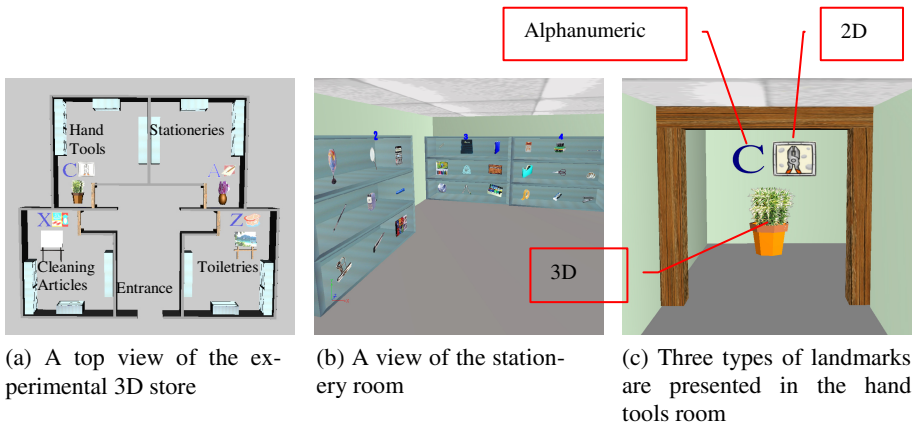 Alphanumeric
2D
Hand
Tools
Stationeries
C
A
X
Z
Cleaning
Articles
Entrance
Toiletries
2
3
4
C
3D
(a) A top view of the ex-
perimental 3D store
(b) A view of the station-
ery room
(c) Three types of landmarks
are presented in the hand
tools room